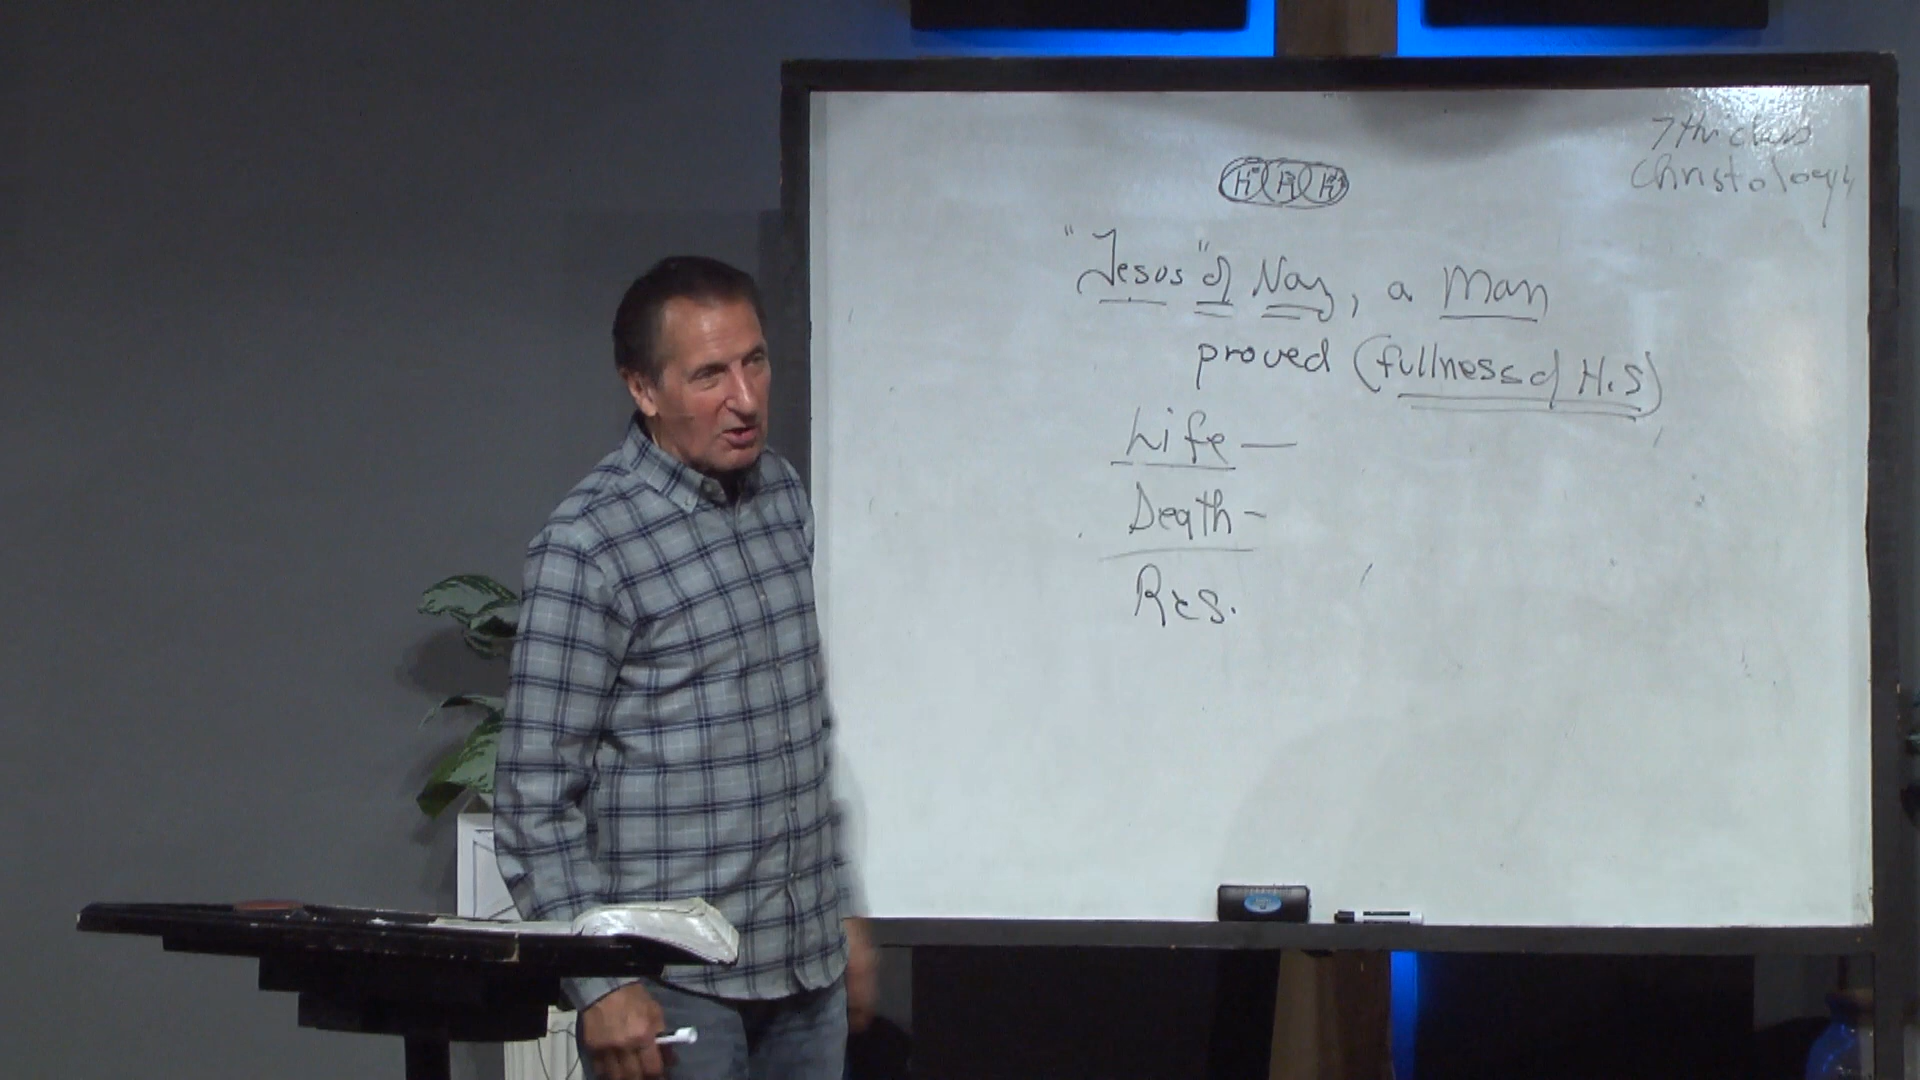 7th class
Christology
"Jesus" of Naz, a Man
proved (fullness of H.S)
Life —
Death -
Res.